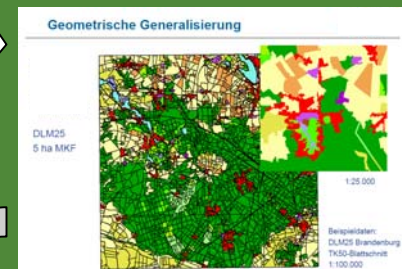 Geometrische Generalisierung
DLM25
5 ha MKF
1:25.000
Beispieldaten:
DLM25 Brandenburg
TK50-Blattschnitt
1:100.000